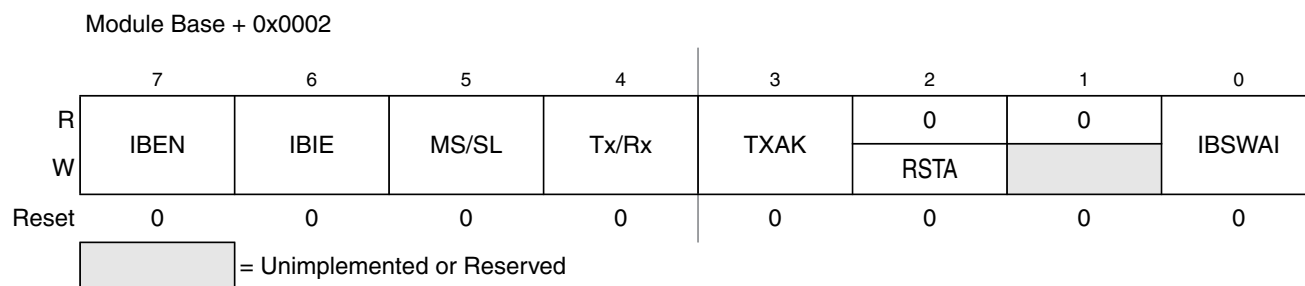 Module Base + 0x0002
7 6 5 4 3 2 1 0
R 0 0
IBEN IBIE MS/SL Tx/Rx TXAK IBSWAI
W RSTA
Reset 0 0 0 0 0 0 0 0
= Unimplemented or Reserved